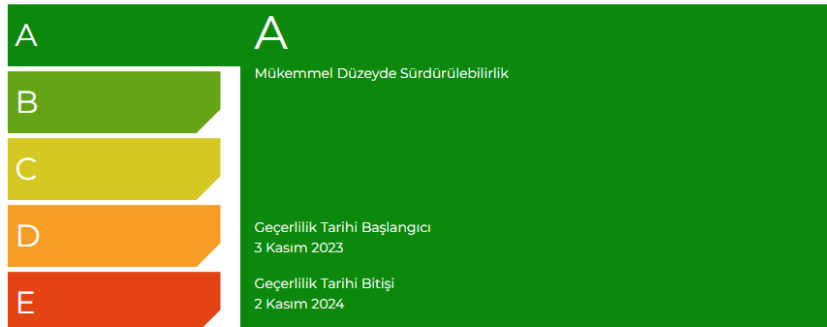 A
B
C
D
E
A
Mükemmel Düzeyde Sürdürülebilirlik
Geçerlilik Tarihi Başlangıcı
3 Kasım 2023
Geçerlilik Tarihi Bitişi
2 Kasım 2024